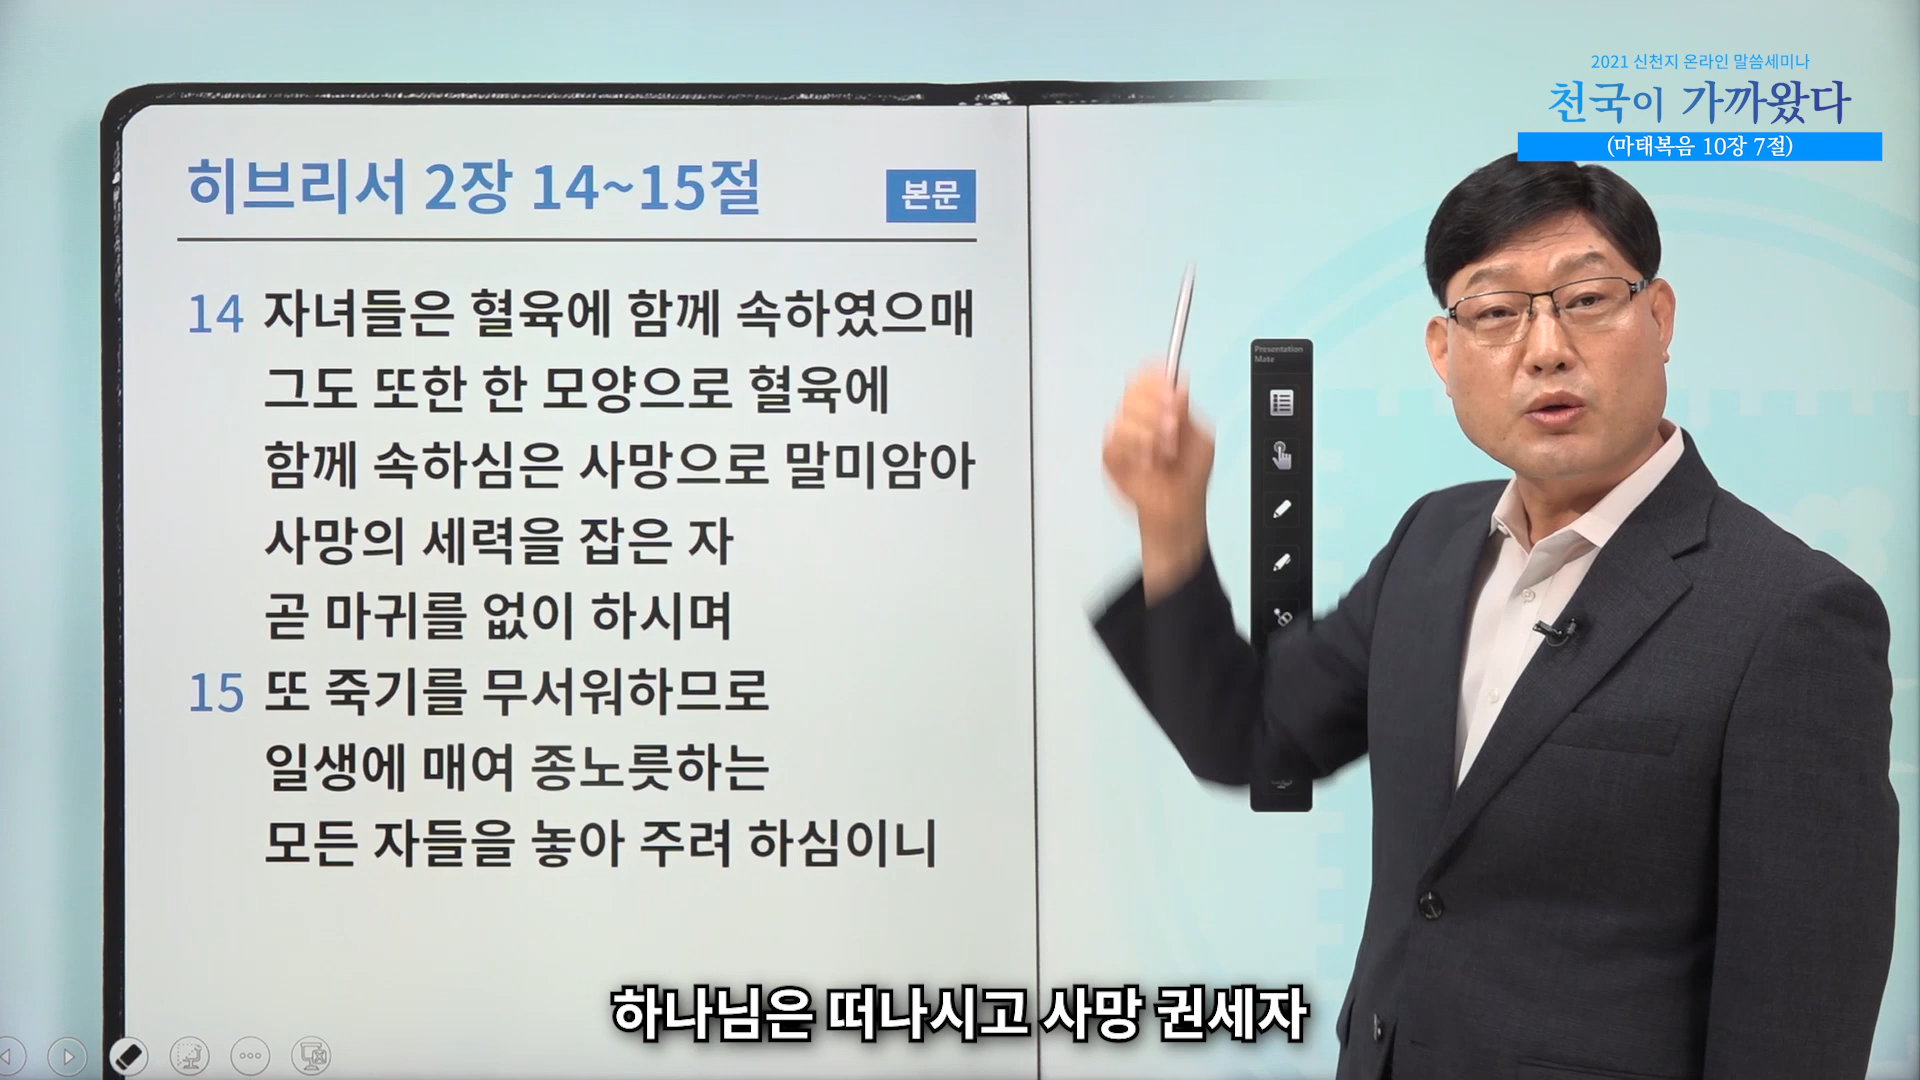 2021 신천지 온라인 말씀세미나
천국이 가까왔다
(마태복음 10장 7절)
히브리서 2장 14~15절
본문
14 자녀들은 혈육에 함께 속하였으매
그도 또한 한 모양으로 혈육에
함께 속하심은 사망으로 말미암아
사망의 세력을 잡은 자
곧 마귀를 없이 하시며
15 또 죽기를 무서워하므로
일생에 매여 종노릇하는
모든 자들을 놓아 주려 하심이니
Presentation
Mate
하나님은 떠나시고 사망 권세자